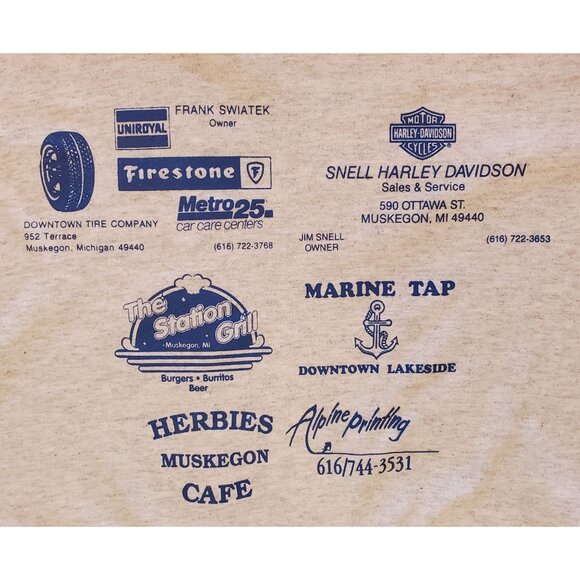 FRANK SWIATEK
Owner
UNIROYAL
Firestone
F
Metro 25.
car care centers
DOWNTOWN TIRE COMPANY
952 Terrace
Muskegon, Michigan 49440
(616) 722-3768
MOTOR
HARLEY-DAVIDSON
CYCLES
SNELL HARLEY DAVIDSON
Sales & Service
590 OTTAWA ST.
MUSKEGON, MI 49440
JIM SNELL
OWNER
(616) 722-3653
The
Station
Grill
Muskegon, MI
Burgers • Burritos
Beer
MARINE TAP
DOWNTOWN LAKESIDE
HERBIES
MUSKEGON
CAFE
Alpine printing
616/744-3531